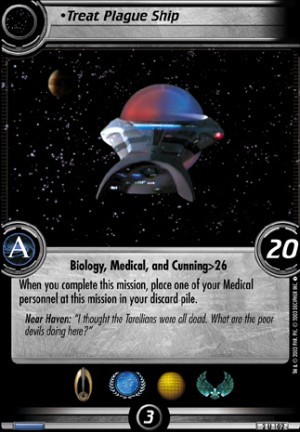 •Treat Plague Ship
A
20
Biology, Medical, and Cunning>26
When you complete this mission, place one of your Medical
personnel at this mission in your discard pile.
Near Haven: "I thought the Tarellians were all dead. What are the poor
devils doing here?"
3